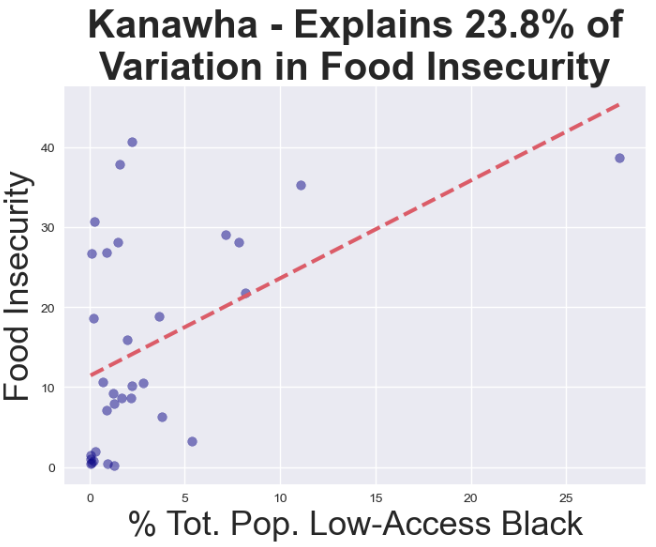 Kanawha - Explains 23.8% of
Variation in Food Insecurity
Food Insecurity
40
30
20
10
0
0 5 10 15 20 25
% Tot. Pop. Low-Access Black